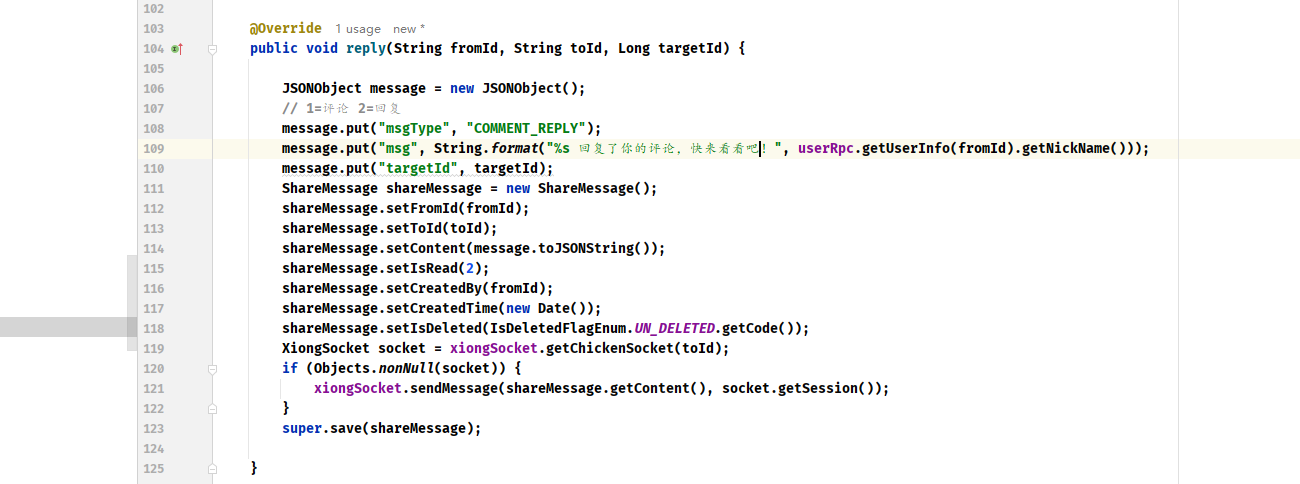 102
103 @Override 1 usage new *
104 public void reply(String fromId, String toId, Long targetId) {
105
106 JSONObject message = new JSONObject();
107 // 1=评论 2=回复
108 message.put("msgType", "COMMENT_REPLY");
109 message.put("msg", String.format("%s 回复了你的评论，快来看看吧！", userRpc.getUserInfo(fromId).getNickName()));
110 message.put("targetId", targetId);
111 ShareMessage shareMessage = new ShareMessage();
112 shareMessage.setFromId(fromId);
113 shareMessage.setToId(toId);
114 shareMessage.setContent(message.toJSONString());
115 shareMessage.setIsRead(2);
116 shareMessage.setCreatedBy(fromId);
117 shareMessage.setCreatedTime(new Date());
118 shareMessage.setIsDeleted(IsDeletedFlagEnum.UN_DELETED.getCode());
119 XiongSocket socket = xiongSocket.getChickenSocket(toId);
120 if (Objects.nonNull(socket)) {
121 xiongSocket.sendMessage(shareMessage.getContent(), socket.getSession());
122 }
123 super.save(shareMessage);
124
125 }